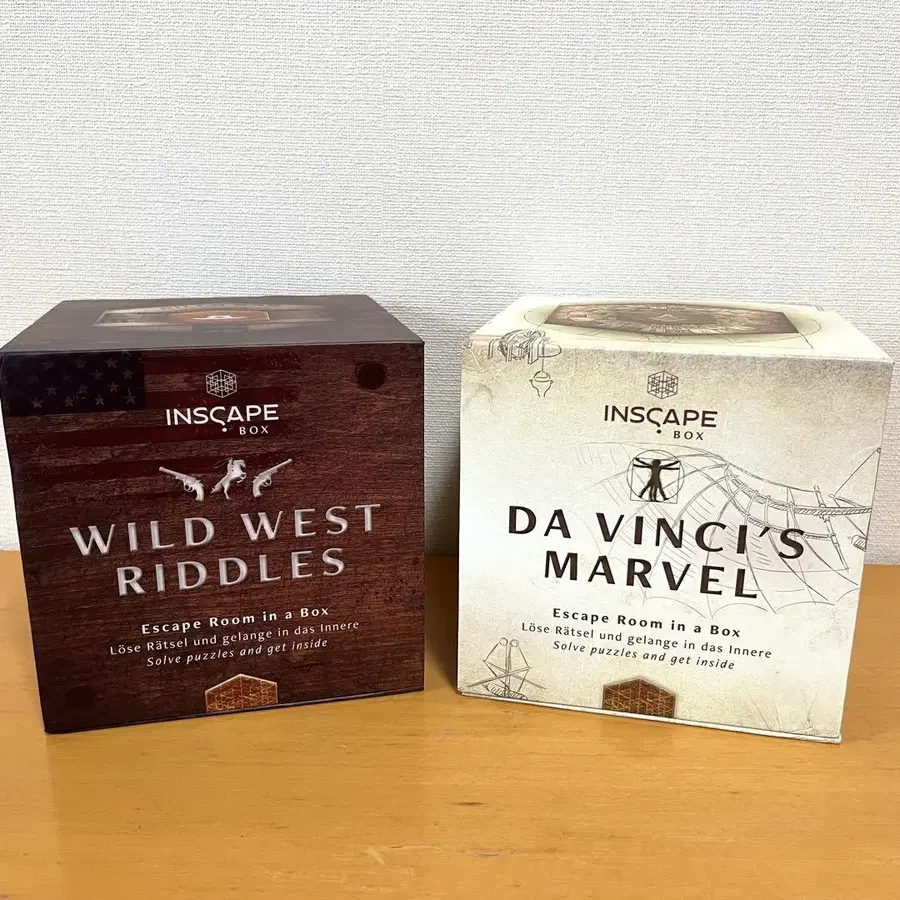 INSÇAPE
BOX
WILD WEST
RIDDLES
Escape Room in a Box
Löse Rätsel und gelange in das Innere
Solve puzzles and get inside
INSÇAPE
BOX
DA VINCI'S
MARVEL
Escape Room in a Box
Löse Rätsel und gelange in das Innere
Solve puzzles and get inside